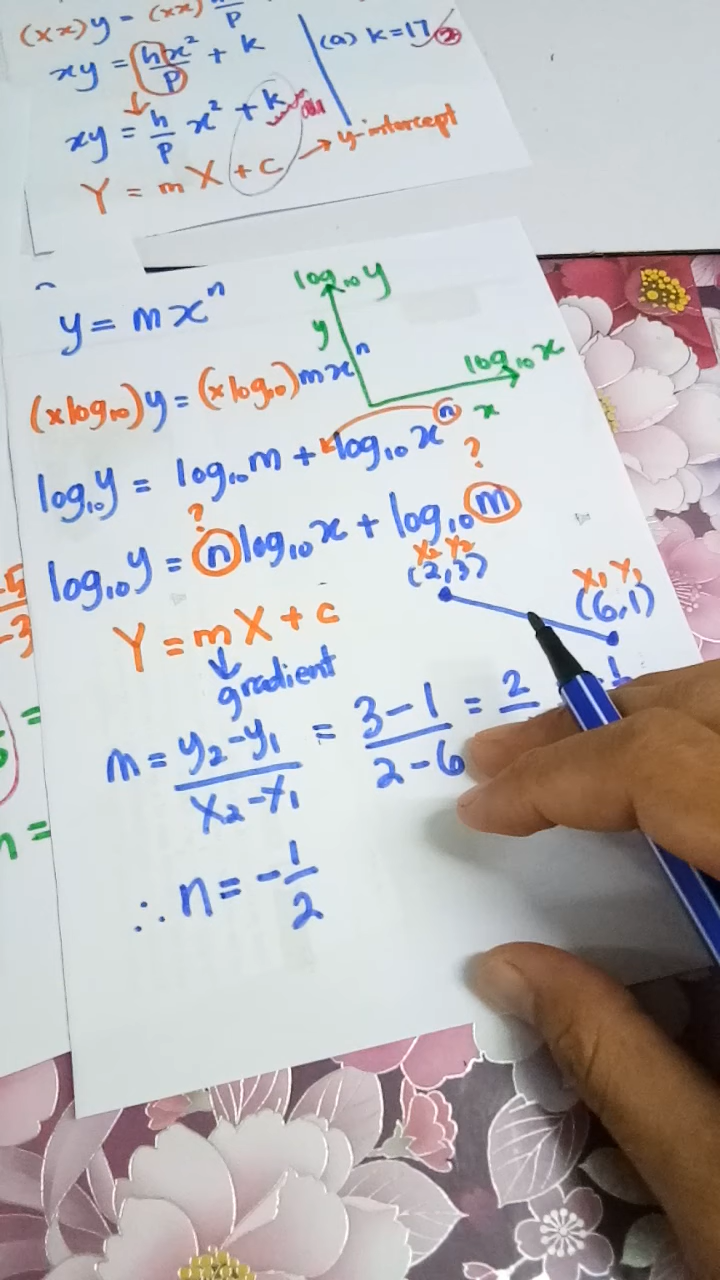 (xx)y = (xx)
p
xy = hx²/p + k
(a) k=17
xy = h/p x² + k
Y = mX + c → y-intercept
y = mxⁿ
log₁₀ y
y
log₁₀ x
x
(x log₁₀)y = (x log₁₀)mxⁿ
log₁₀y = log₁₀m + log₁₀xⁿ
? ?
log₁₀y = n log₁₀x + log₁₀m
X₂ Y₂
(2,3)
X₁ Y₁
(6,1)
Y = mX + c
gradient
m = y₂-y₁/x₂-x₁ = 3-1/2-6 = 2
∴ n = -1/2